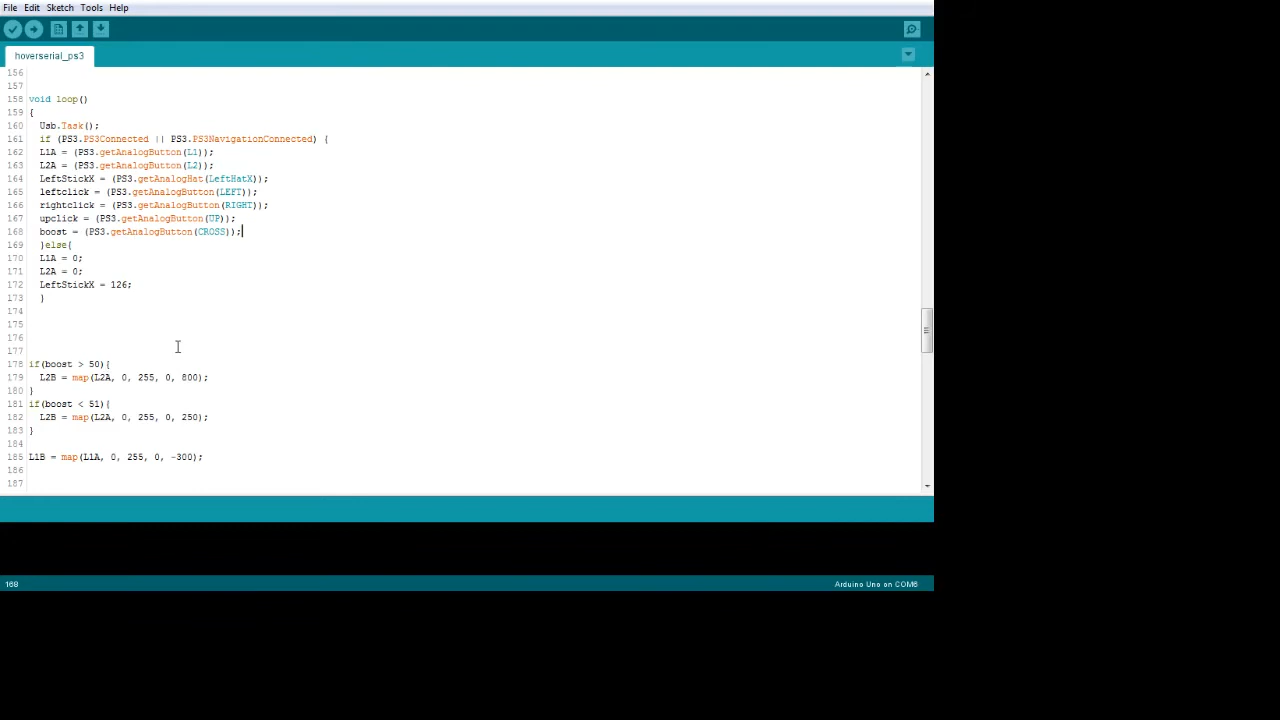 File Edit Sketch Tools Help
hoverserial_ps3
156
157
158 void loop()
159 {
160 Usb.Task();
161 if (PS3.PS3Connected || PS3.PS3NavigationConnected) {
162 L1A = (PS3.getAnalogButton(L1));
163 L2A = (PS3.getAnalogButton(L2));
164 LeftStickX = (PS3.getAnalogHat(LeftHatX));
165 leftclick = (PS3.getAnalogButton(LEFT));
166 rightclick = (PS3.getAnalogButton(RIGHT));
167 upclick = (PS3.getAnalogButton(UP));
168 boost = (PS3.getAnalogButton(CROSS));
169 }else{
170 L1A = 0;
171 L2A = 0;
172 LeftStickX = 126;
173 }
174
175
176
177
178 if(boost > 50){
179 L2B = map(L2A, 0, 255, 0, 800);
180 }
181 if(boost < 51){
182 L2B = map(L2A, 0, 255, 0, 250);
183 }
184
185 L1B = map(L1A, 0, 255, 0, -300);
186
187
168 Arduino Uno on COM6